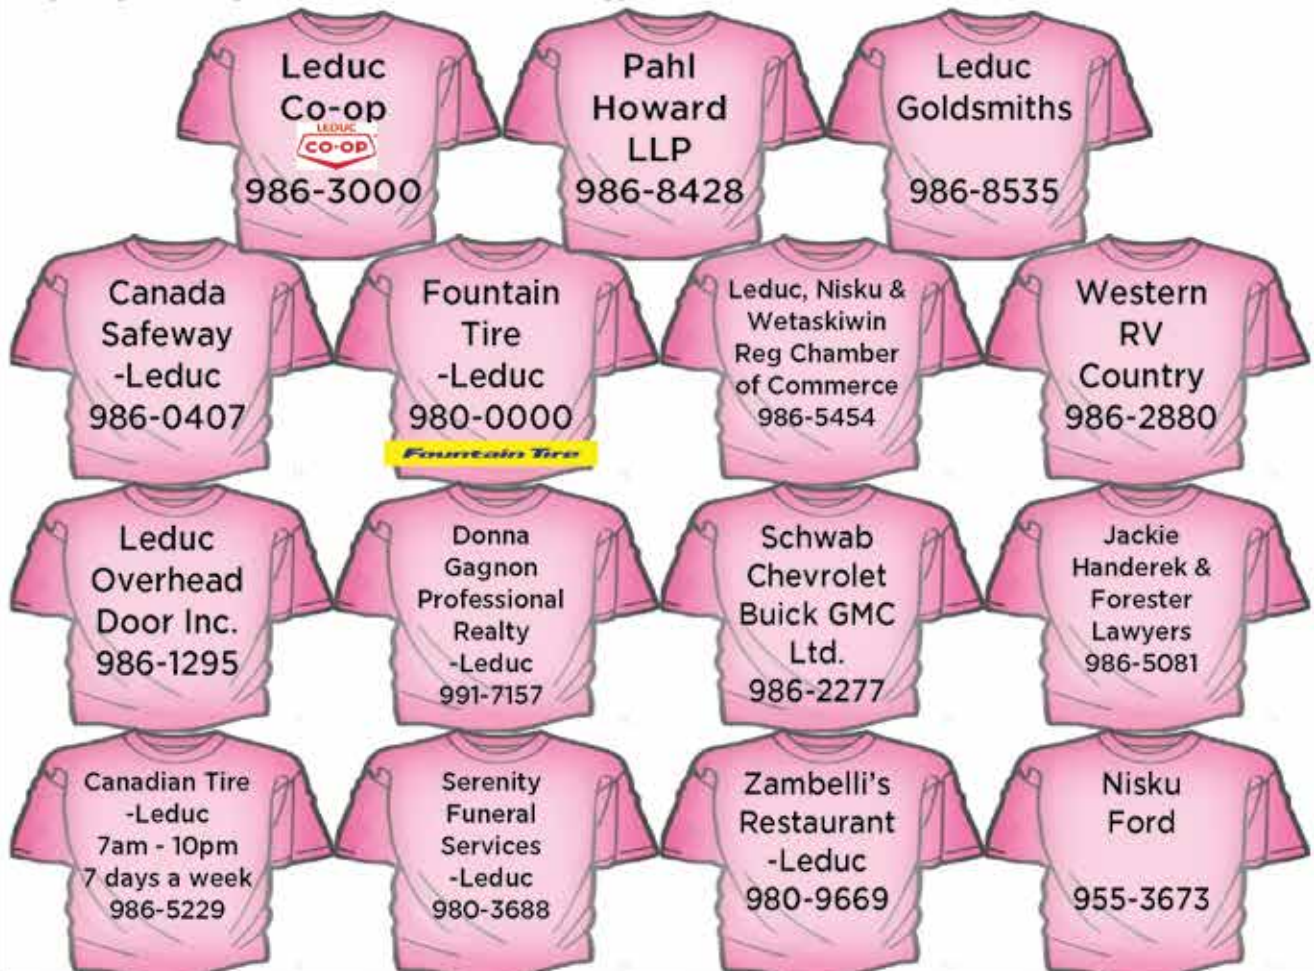 Leduc
Co-op
LEDUC
CO-OP
986-3000
Pahl
Howard
LLP
986-8428
Leduc
Goldsmiths
986-8535
Canada
Safeway
-Leduc
986-0407
Fountain
Tire
-Leduc
980-0000
Fountain Tire
Leduc, Nisku &
Wetaskiwin
Reg Chamber
of Commerce
986-5454
Western
RV
Country
986-2880
Leduc
Overhead
Door Inc.
986-1295
Donna
Gagnon
Professional
Realty
-Leduc
991-7157
Schwab
Chevrolet
Buick GMC
Ltd.
986-2277
Jackie
Handerek &
Forester
Lawyers
986-5081
Canadian Tire
-Leduc
7am - 10pm
7 days a week
986-5229
Serenity
Funeral
Services
-Leduc
980-3688
Zambelli's
Restaurant
-Leduc
980-9669
Nisku
Ford
955-3673